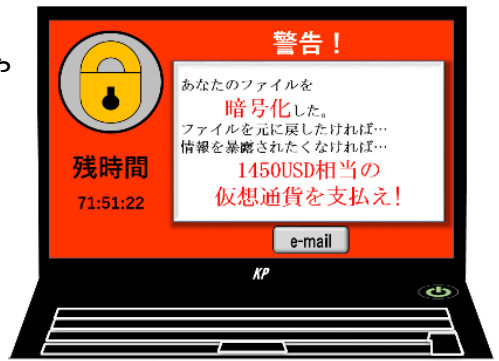 や
警告！
あなたのファイルを
暗号化した。
ファイルを元に戻したければ…
情報を暴露されたくなければ…
1450USD相当の
仮想通貨を支払え!
残時間
71:51:22
e-mail
KP